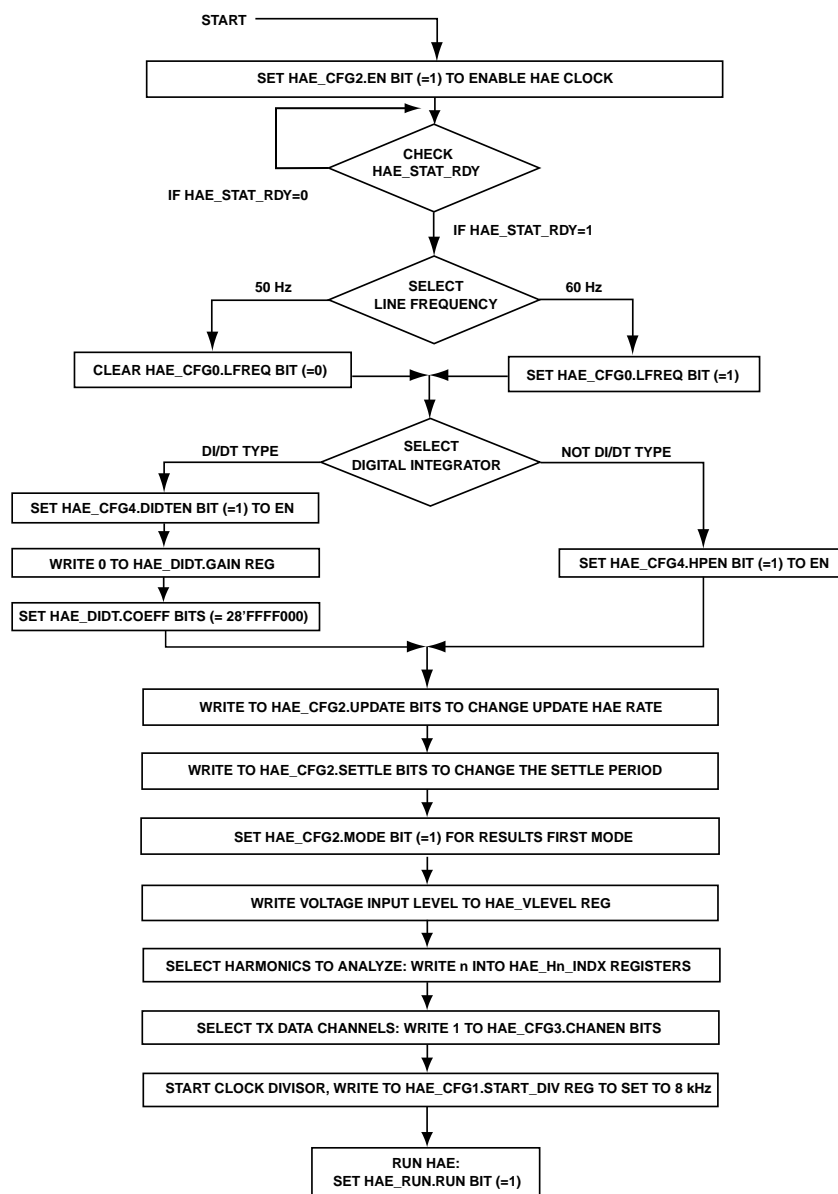 START
SET HAE_CFG2.EN BIT (=1) TO ENABLE HAE CLOCK
CHECK
HAE_STAT_RDY
IF HAE_STAT_RDY=0
IF HAE_STAT_RDY=1
50 Hz
SELECT
LINE FREQUENCY
60 Hz
CLEAR HAE_CFG0.LFREQ BIT (=0)
SET HAE_CFG0.LFREQ BIT (=1)
DI/DT TYPE
SELECT
DIGITAL INTEGRATOR
NOT DI/DT TYPE
SET HAE_CFG4.DIDTEN BIT (=1) TO EN
WRITE 0 TO HAE_DIDT.GAIN REG
SET HAE_CFG4.HPEN BIT (=1) TO EN
SET HAE_DIDT.COEFF BITS (= 28'FFFF000)
WRITE TO HAE_CFG2.UPDATE BITS TO CHANGE UPDATE HAE RATE
WRITE TO HAE_CFG2.SETTLE BITS TO CHANGE THE SETTLE PERIOD
SET HAE_CFG2.MODE BIT (=1) FOR RESULTS FIRST MODE
WRITE VOLTAGE INPUT LEVEL TO HAE_VLEVEL REG
SELECT HARMONICS TO ANALYZE: WRITE n INTO HAE_Hn_INDX REGISTERS
SELECT TX DATA CHANNELS: WRITE 1 TO HAE_CFG3.CHANEN BITS
START CLOCK DIVISOR, WRITE TO HAE_CFG1.START_DIV REG TO SET TO 8 kHz
RUN HAE:
SET HAE_RUN.RUN BIT (=1)